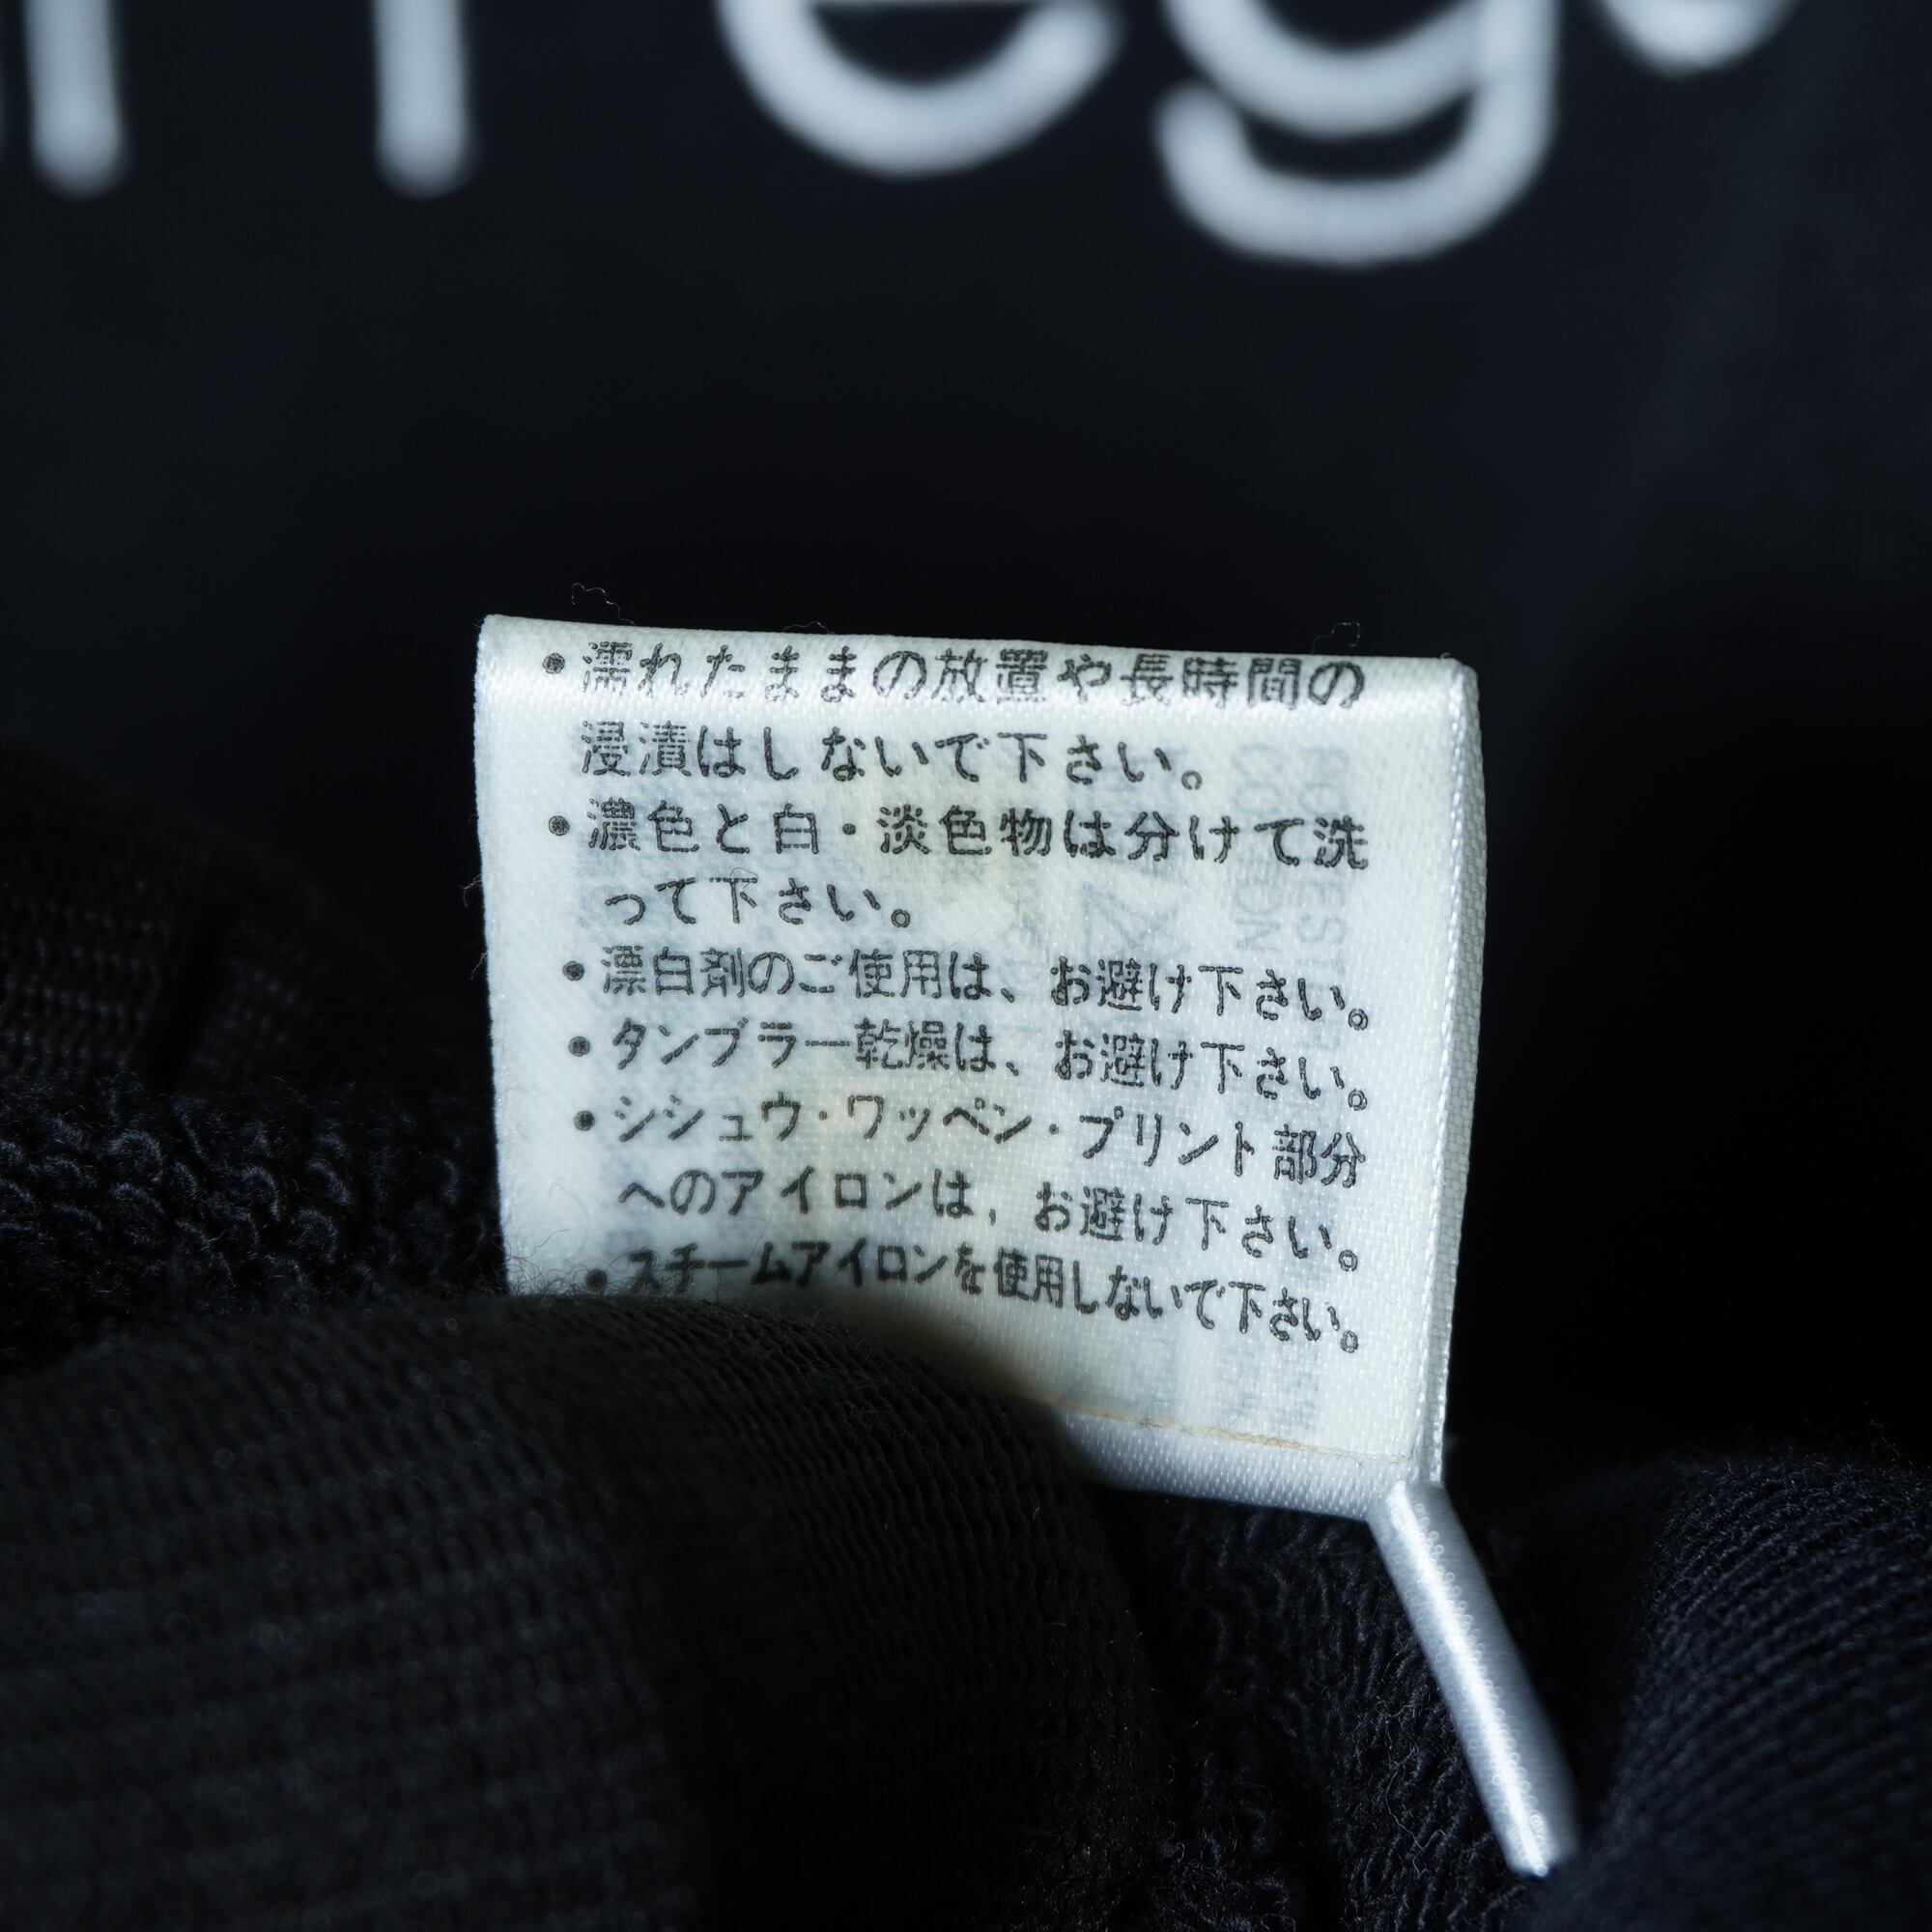 • 濡れたままの放置や長時間の
浸漬はしないで下さい。
• 濃色と白・淡色物は分けて洗
って下さい。
• 漂白剤のご使用は、お避け下さい。
• タンブラー乾燥は、お避け下さい。
• シシュウ・ワッペン・プリント部分
へのアイロンは、お避け下さい。
• スチームアイロンを使用しないで下さい。